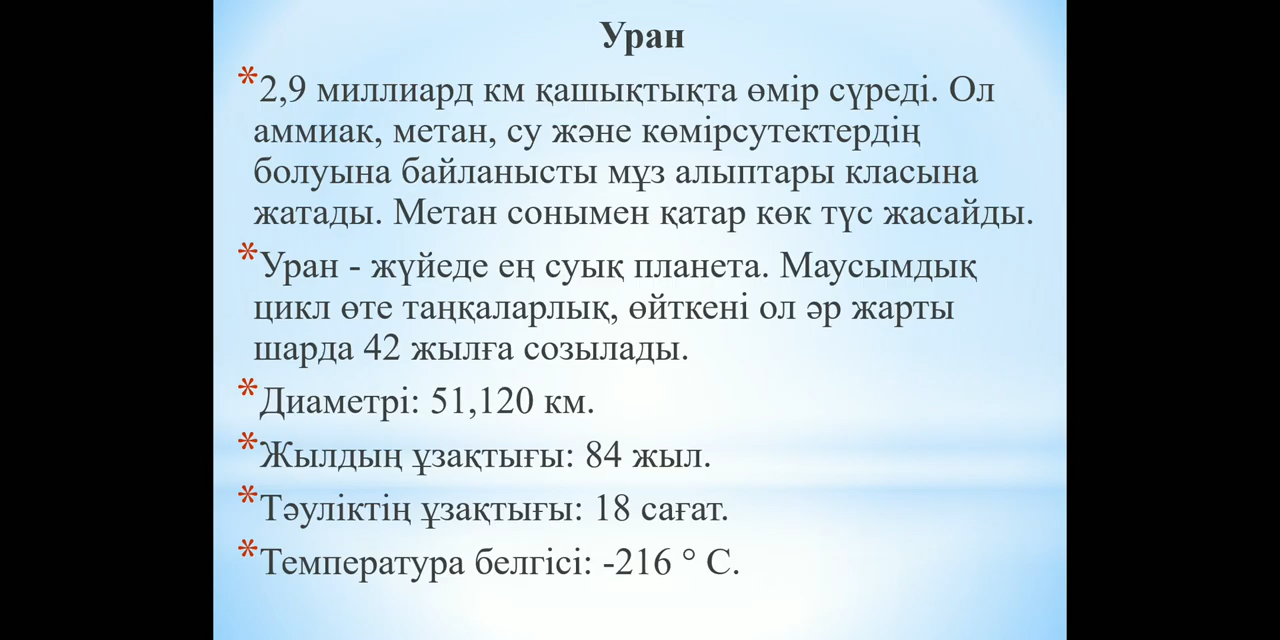 Уран
*2,9 миллиард км қашықтықта өмір сүреді. Ол
аммиак, метан, су және көмірсутектердің
болуына байланысты мұз алыптары класына
жатады. Метан сонымен қатар көк түс жасайды.
*Уран - жүйеде ең суық планета. Маусымдық
цикл өте таңқаларлық, өйткені ол әр жарты
шарда 42 жылға созылады.
*Диаметрі: 51,120 км.
*Жылдың ұзақтығы: 84 жыл.
*Тәуліктің ұзақтығы: 18 сағат.
*Температура белгісі: -216 ° С.